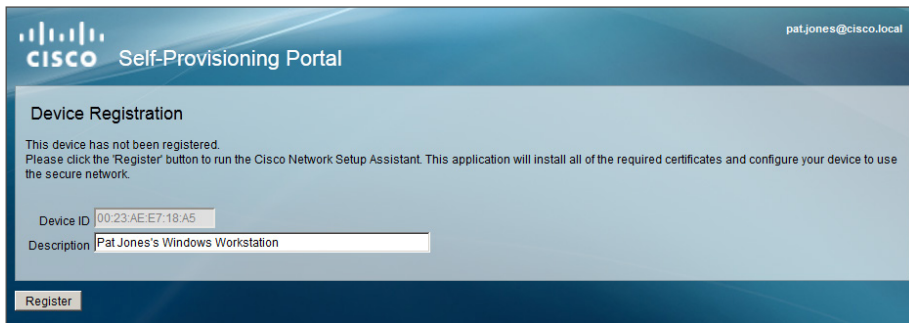 pat.jones@cisco.local
CISCO Self-Provisioning Portal
Device Registration
This device has not been registered.
Please click the 'Register' button to run the Cisco Network Setup Assistant. This application will install all of the required certificates and configure your device to use
the secure network.
Device ID 00:23:AE:E7:18:A5
Description Pat Jones's Windows Workstation
Register